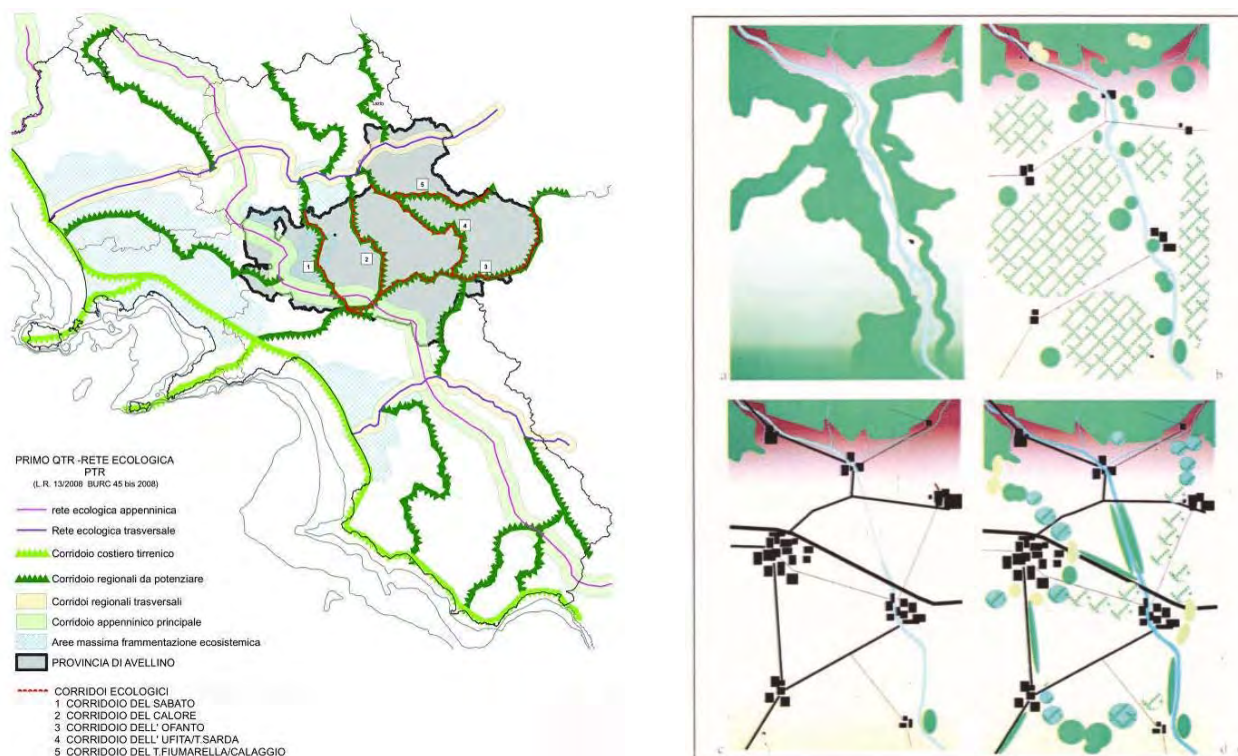 5
4
1
2
3
PRIMO QTR -RETE ECOLOGICA
PTR
(L.R. 13/2008 BURC 45 bis 2008)
rete ecologica appenninica
Rete ecologica trasversale
Corridoio costiero tirrenico
Corridoio regionali da potenziare
Corridoi regionali trasversali
Corridoio appenninico principale
Aree massima frammentazione ecosistemica
PROVINCIA DI AVELLINO
CORRIDOI ECOLOGICI
1 CORRIDOIO DEL SABATO
2 CORRIDOIO DEL CALORE
3 CORRIDOIO DELL' OFANTO
4 CORRIDOIO DELL' UFITA/T.SARDA
5 CORRIDOIO DEL T.FIUMARELLA/CALAGGIO
a
b
c
d